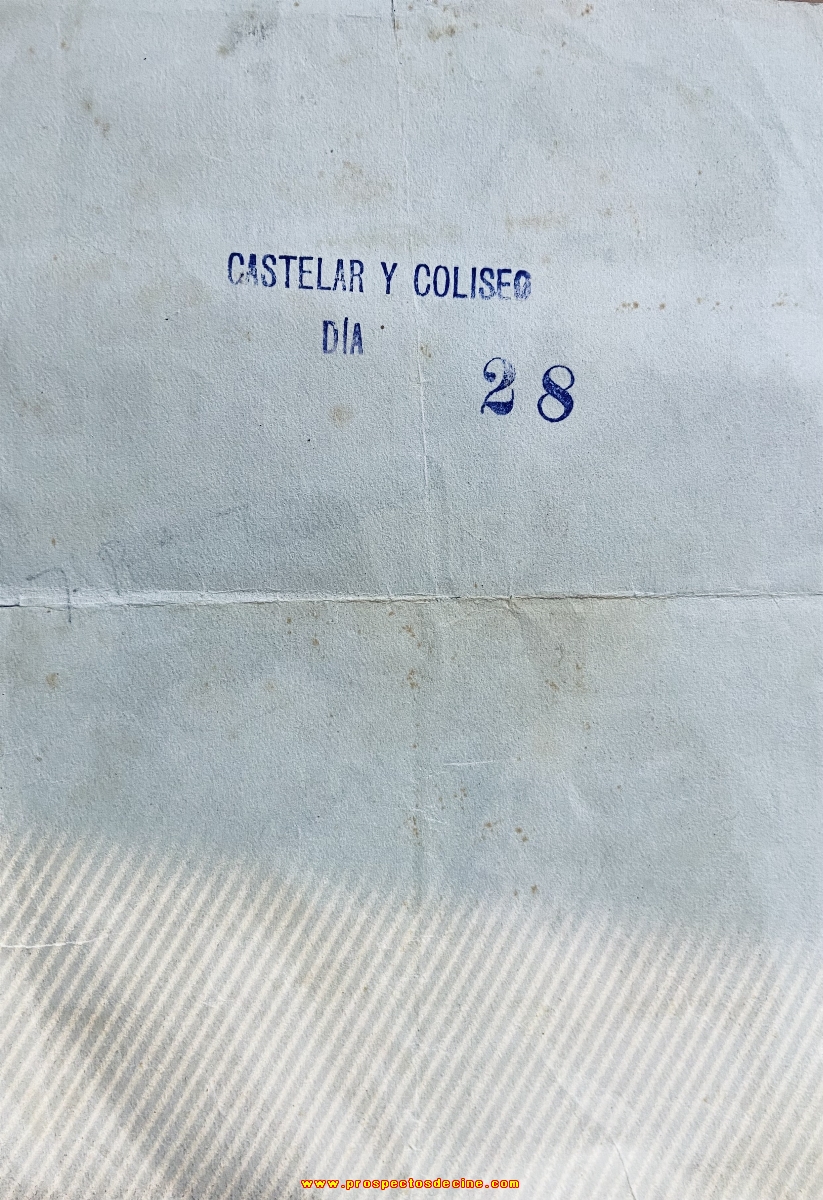 CASTELAR Y COLISEO
DÍA
28
www.prospectosdecine.com